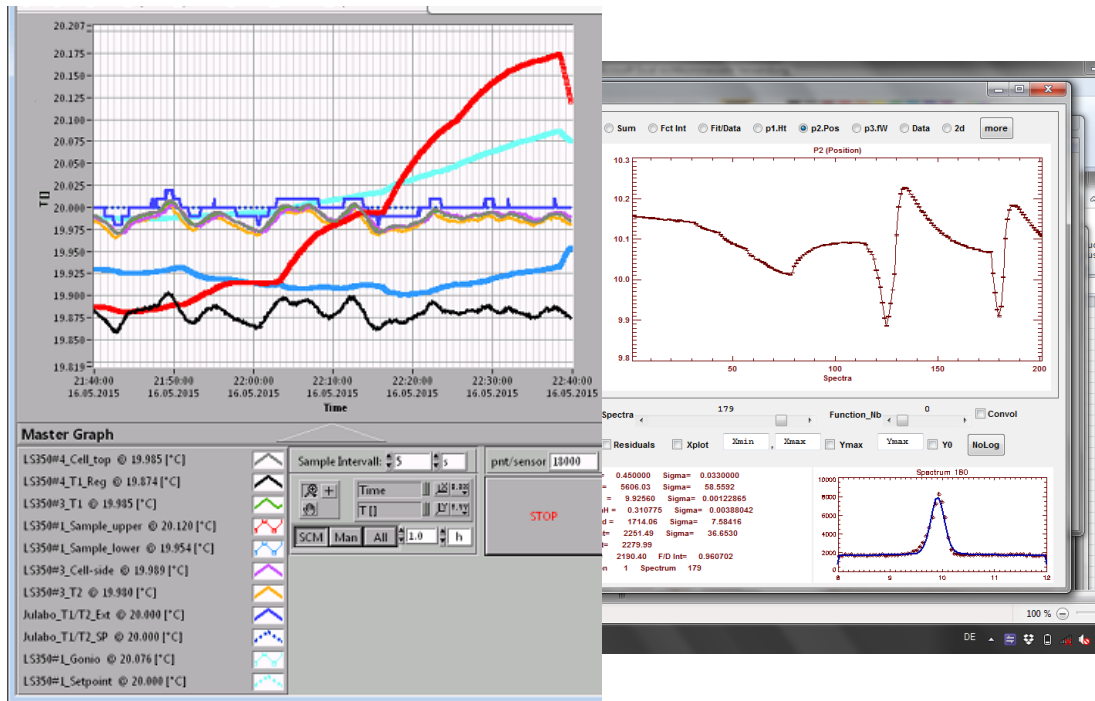 20.207
20.175
20.150
20.125
20.100
20.075
20.050
20.025
20.000
19.975
19.950
19.925
19.900
19.875
19.850
19.819
T []
21:40:00 21:50:00 22:00:00 22:10:00 22:20:00 22:30:00 22:40:00
16.05.2015 16.05.2015 16.05.2015 16.05.2015 16.05.2015 16.05.2015 16.05.2015
Time
Master Graph
LS350#4_Cell_top @ 19.985 [°C]
LS350#4_T1_Reg @ 19.874 [°C]
LS350#3_T1 @ 19.985 [°C]
LS350#1_Sample_upper @ 20.120 [°C]
LS350#1_Sample_lower @ 19.954 [°C]
LS350#3_Cell-side @ 19.989 [°C]
LS350#3_T2 @ 19.980 [°C]
Julabo_T1/T2_Ext @ 20.000 [°C]
Julabo_T1/T2_SP @ 20.000 [°C]
LS350#1_Gonio @ 20.076 [°C]
LS350#1_Setpoint @ 20.000 [°C]
Sample Intervall: 5 s
Time
T []
SCM Man All 1.0 h
pnt/sensor 18000
STOP
Sum Fct Int Fit/Data p1.Ht p2.Pos p3.fW Data 2d more
P2 (Position)
10.3
10.2
10.1
10.0
9.9
9.8
50 100 150 200
Spectra
Spectra 179 Function_Nb 0 Convol
Residuals Xplot Xmin , Xmax Ymax Ymax Y0 NoLog
= 0.450000 Sigma= 0.0330000
= 5606.03 Sigma= 58.5592
= 9.92560 Sigma= 0.00122865
H = 0.310775 Sigma= 0.00388042
d = 1714.06 Sigma= 7.58416
t= 2251.49 Sigma= 36.6530
t= 2279.99
2190.40 F/D Int= 0.960702
on 1 Spectrum 179
Spectrum 180
10000
8000
6000
4000
2000
0
8 9 10 11 12
100 %
DE